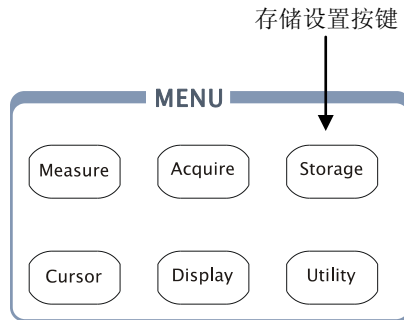 存储设置按键
MENU
Measure Acquire Storage
Cursor Display Utility